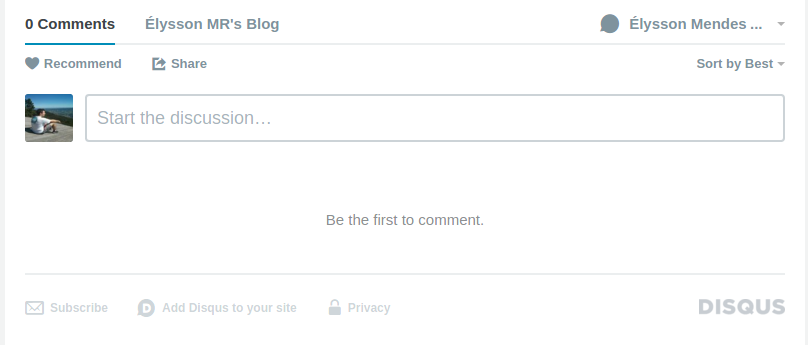 0 Comments Élysson MR's Blog Élysson Mendes ...
Recommend Share Sort by Best
Start the discussion…
Be the first to comment.
Subscribe Add Disqus to your site Privacy DISQUS